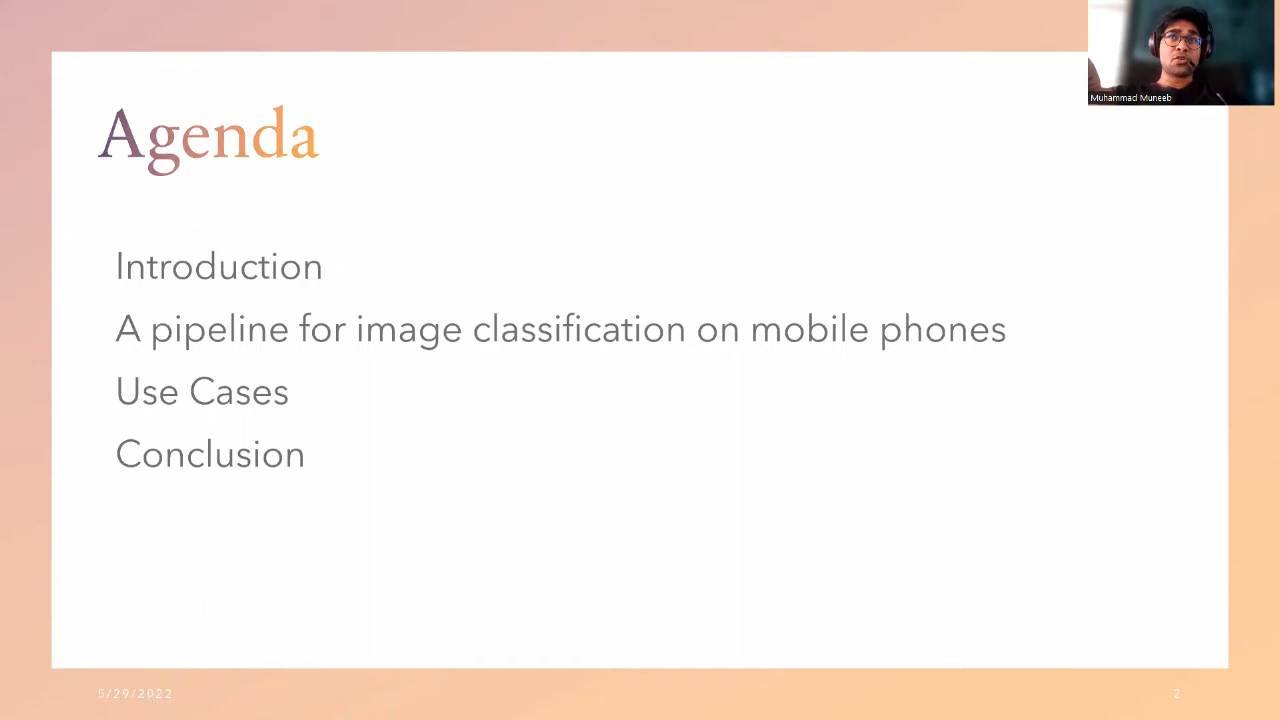 Muhammad Muneeb
Agenda
Introduction
A pipeline for image classification on mobile phones
Use Cases
Conclusion
5/29/2022
2